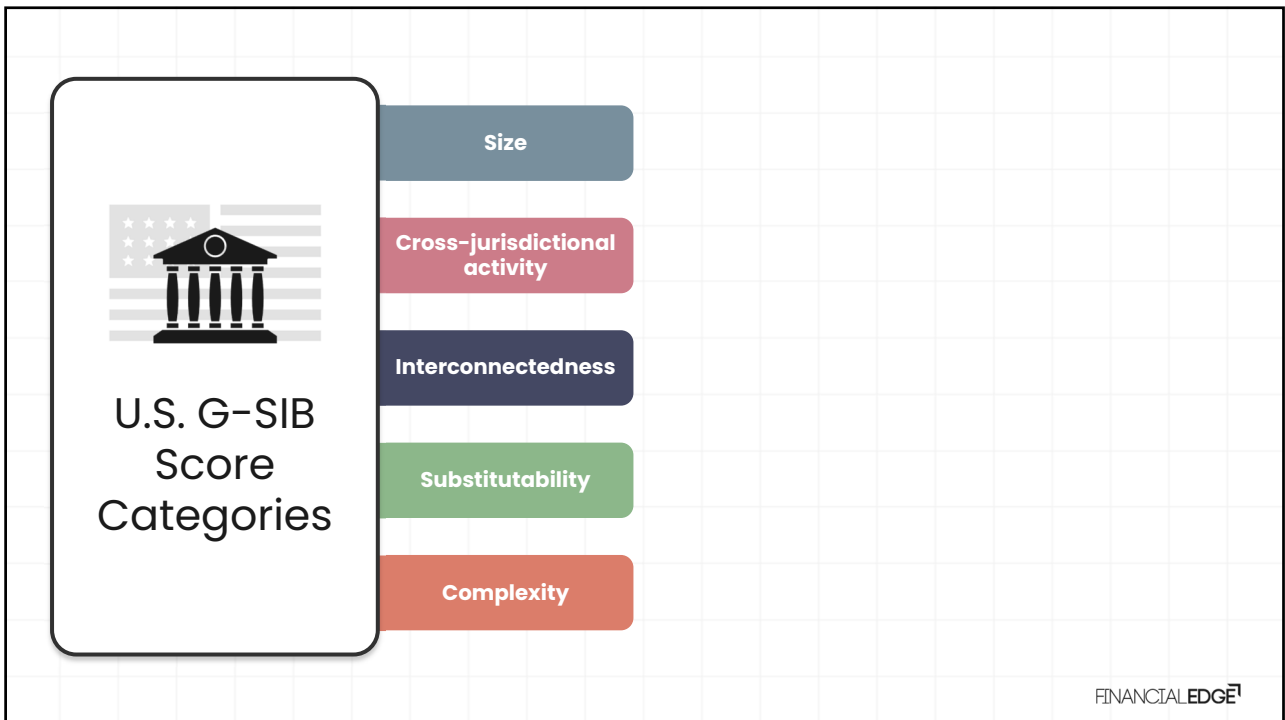 U.S. G-SIB
Score
Categories
Size
Cross-jurisdictional
activity
Interconnectedness
Substitutability
Complexity
FINANCIALEDGE